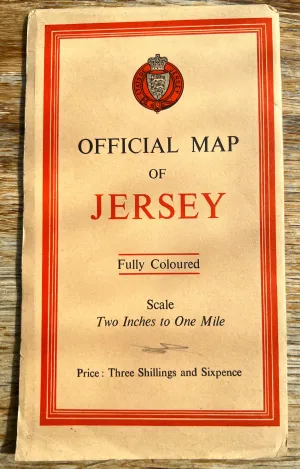 OFFICIAL MAP
OF
JERSEY
Fully Coloured
Scale
Two Inches to One Mile
Price : Three Shillings and Sixpence